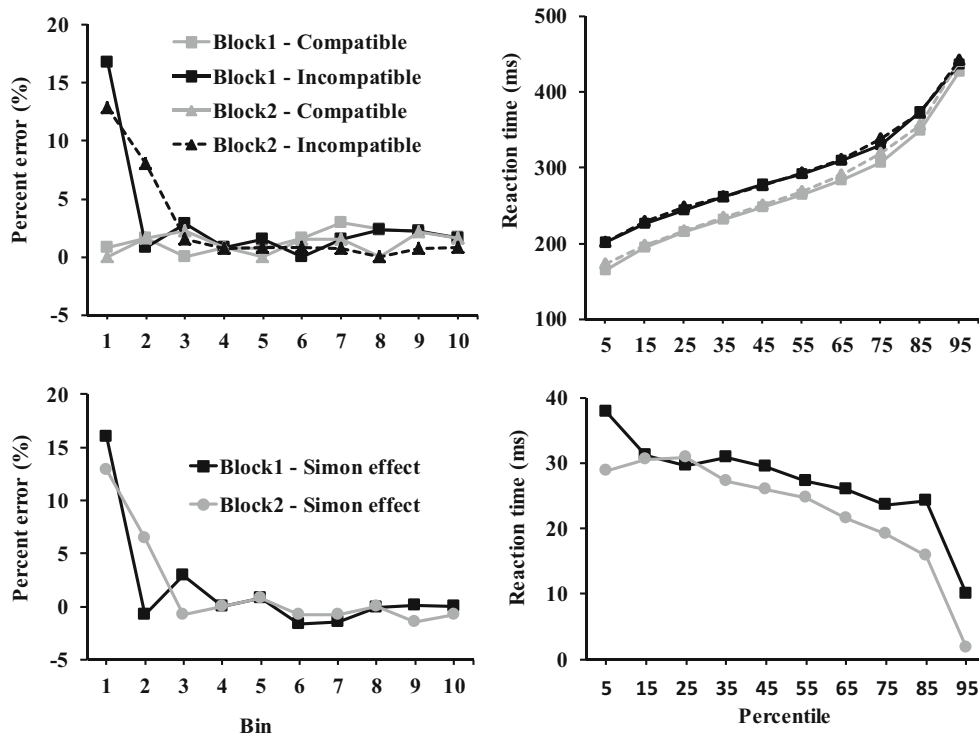 Percent error (%)
20
15
10
5
0
-5
Block1 - Compatible
Block1 - Incompatible
Block2 - Compatible
Block2 - Incompatible
1 2 3 4 5 6 7 8 9 10
Reaction time (ms)
500
400
300
200
100
5 15 25 35 45 55 65 75 85 95
Percent error (%)
20
15
10
5
0
-5
Block1 - Simon effect
Block2 - Simon effect
1 2 3 4 5 6 7 8 9 10
Bin
Reaction time (ms)
40
30
20
10
0
5 15 25 35 45 55 65 75 85 95
Percentile